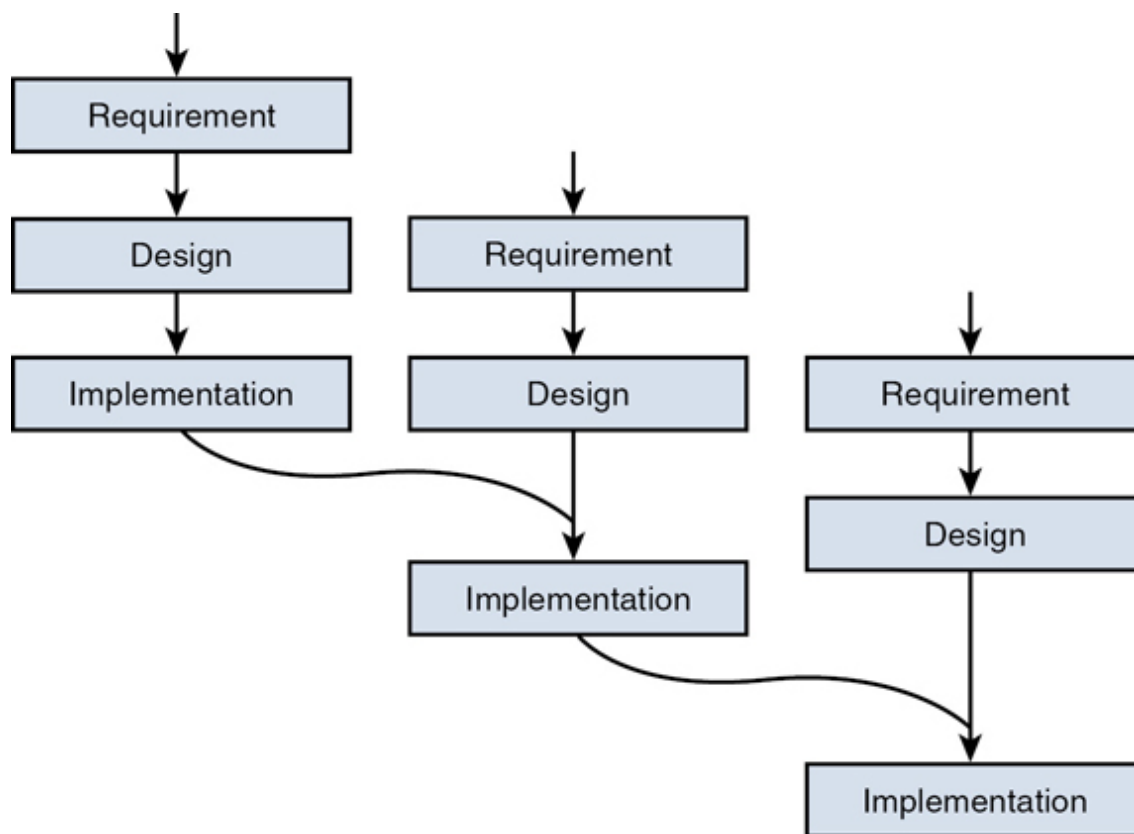 Requirement
Design
Implementation
Requirement
Design
Implementation
Requirement
Design
Implementation